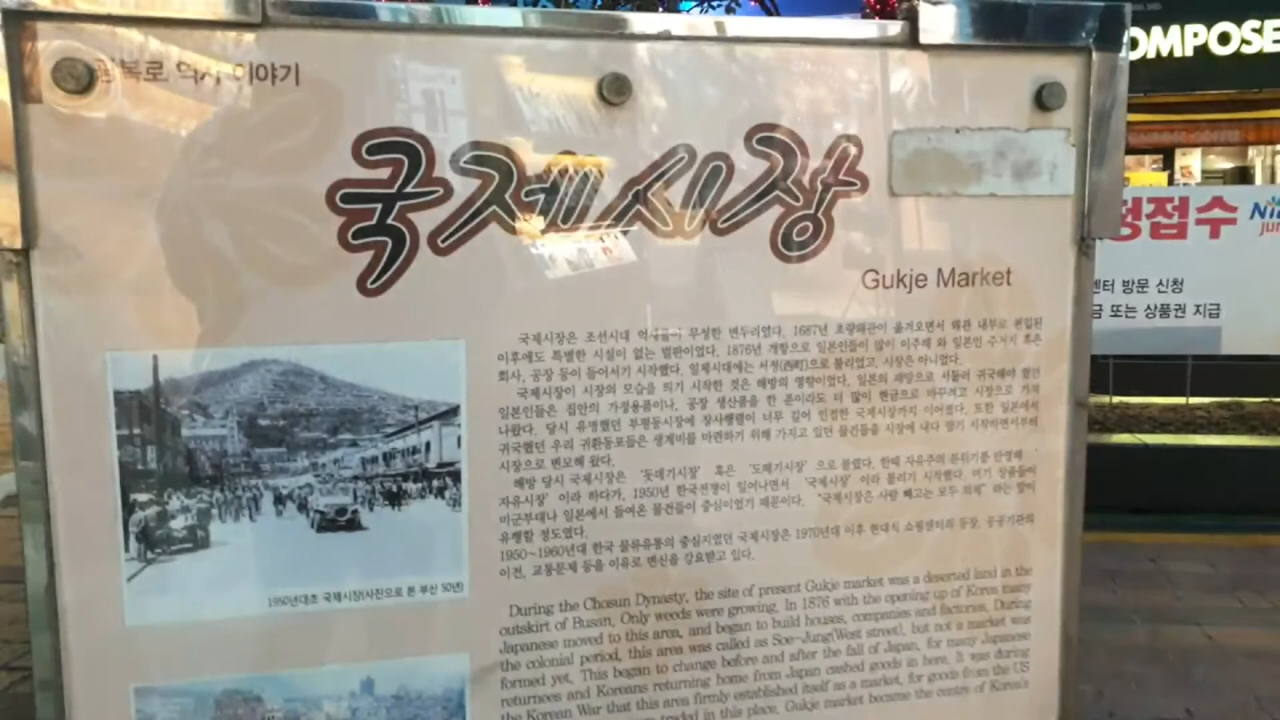 광복로 역사 이야기
국제시장
Gukje Market
COMPOSE
청접수
센터 방문 신청
금 또는 상품권 지급
국제시장은 조선시대 억새풀이 무성한 변두리였다. 1687년 초량왜관이 옮겨오면서 왜관 내부로 편입된
이후에도 특별한 시설이 없는 벌판이었다. 1876년 개항으로 일본인들이 많이 이주해 와 일본인 주거지 혹은
회사, 공장 등이 들어서기 시작했다. 일제시대에는 서정(西町)으로 불리었고, 시장은 아니었다.
국제시장이 시장의 모습을 띄기 시작한 것은 해방의 영향이었다. 일본의 패망으로 서둘러 귀국해야 했던
일본인들은 집안의 가정용품이나, 공장 생산품을 한 푼이라도 더 많이 현금으로 바꾸려고 시장으로 가져
나왔다. 당시 유명했던 부평동시장에 장사행렬이 너무 길어 인접한 국제시장까지 이어졌다. 또한 일본에서
귀국했던 우리 귀환동포들은 생계비를 마련하기 위해 가지고 있던 물건들을 시장에 내다 팔기 시작하면서부터
시장으로 변모해 왔다.
해방 당시 국제시장은 '돗데기시장' 혹은 '도떼기시장' 으로 불렸다. 한때 자유주의 분위기를 반영해
자유시장' 이라 하다가, 1950년 한국전쟁이 일어나면서 '국제시장' 이라 불리기 시작했다. 여기 상품들이
미군부대나 일본에서 들여온 물건들이 중심이었기 때문이다. "국제시장은 사람 빼고는 모두 외제" 라는 말이
유행할 정도였다.
1950~1960년대 한국 물류유통의 중심지였던 국제시장은 1970년대 이후 현대식 쇼핑센터의 등장, 공공기관의
이전, 교통문제 등을 이유로 변신을 강요받고 있다.
1950년대초 국제시장(사진으로 본 부산 50년)
During the Chosun Dynasty, the site of present Gukje market was a deserted land in the
outskirt of Busan. Only weeds were growing. In 1876 with the opening up of Korea many
Japanese moved to this area, and began to build houses, companies and factories. During
the colonial period, this area was called as Soe-Jung(West street), but not a market was
formed yet. This began to change before and after the fall of Japan, for many Japanese
returnees and Koreans returning home from Japan cashed goods in here. It was during
the Korean War that this area firmly established itself as a market, for goods from the US
traded in this place. Gukje market became the centre of Korea's